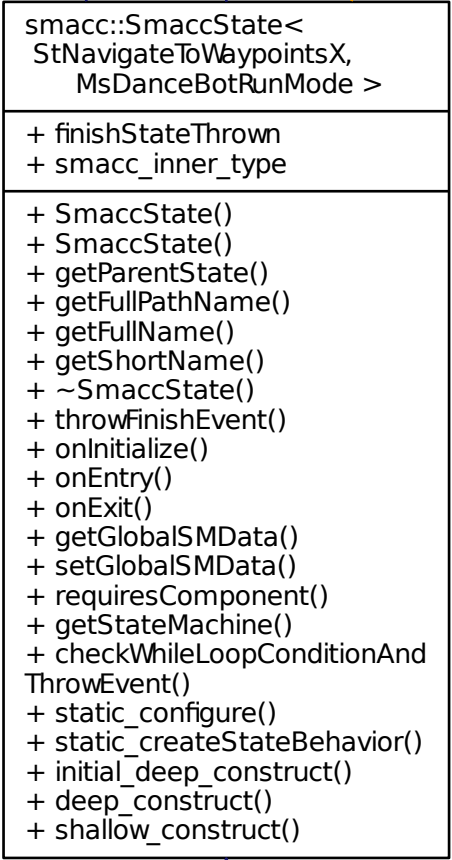 smacc::SmaccState<
StNavigateToWaypointsX,
MsDanceBotRunMode >
+ finishStateThrown
+ smacc_inner_type
+ SmaccState()
+ SmaccState()
+ getParentState()
+ getFullPathName()
+ getFullName()
+ getShortName()
+ ~SmaccState()
+ throwFinishEvent()
+ onInitialize()
+ onEntry()
+ onExit()
+ getGlobalSMData()
+ setGlobalSMData()
+ requiresComponent()
+ getStateMachine()
+ checkWhileLoopConditionAnd
ThrowEvent()
+ static_configure()
+ static_createStateBehavior()
+ initial_deep_construct()
+ deep_construct()
+ shallow_construct()